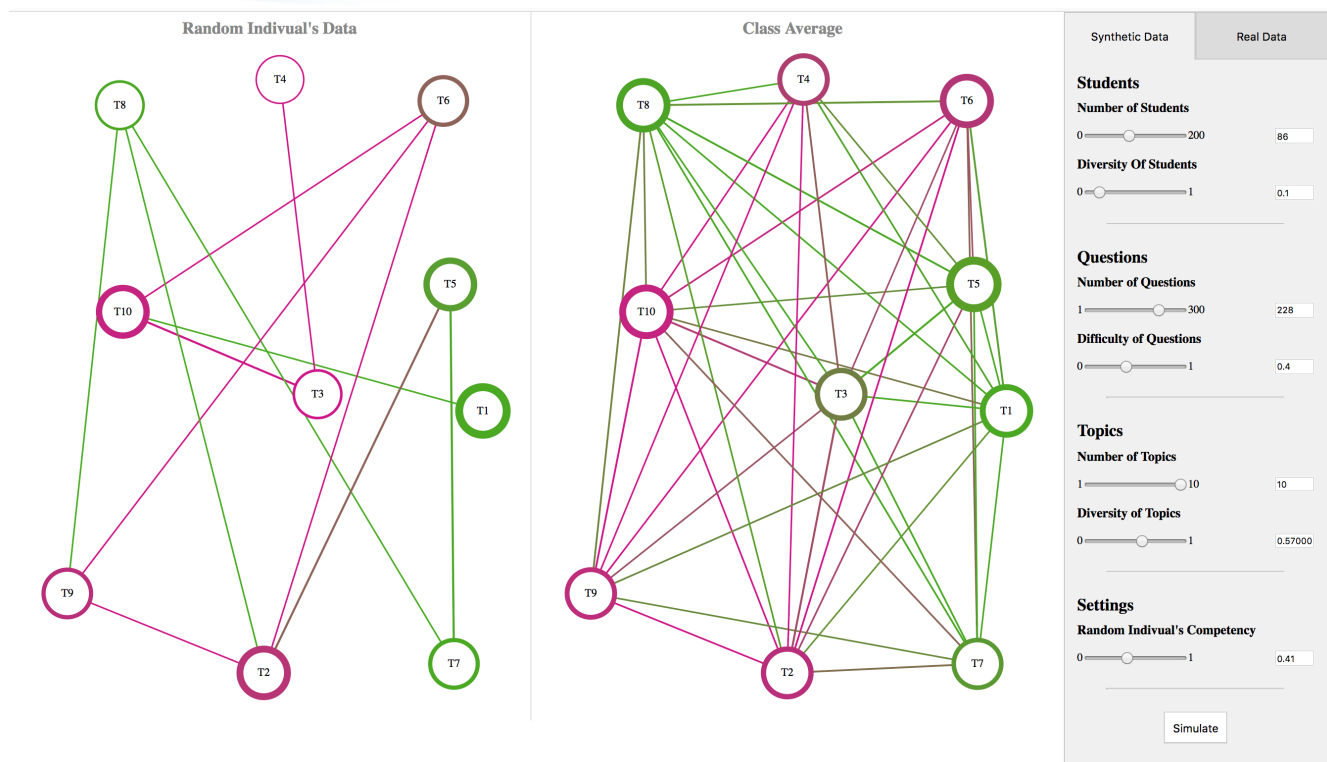 Random Indivual's Data
T8
T4
T6
T10
T5
T3
T1
T9
T2
T7
Class Average
T8
T4
T6
T10
T5
T3
T1
T9
T2
T7
Synthetic Data
Real Data
Students
Number of Students
0 200 86
Diversity Of Students
0 1 0.1
Questions
Number of Questions
1 300 228
Difficulty of Questions
0 1 0.4
Topics
Number of Topics
1 10 10
Diversity of Topics
0 1 0.57000
Settings
Random Indivual's Competency
0 1 0.41
Simulate